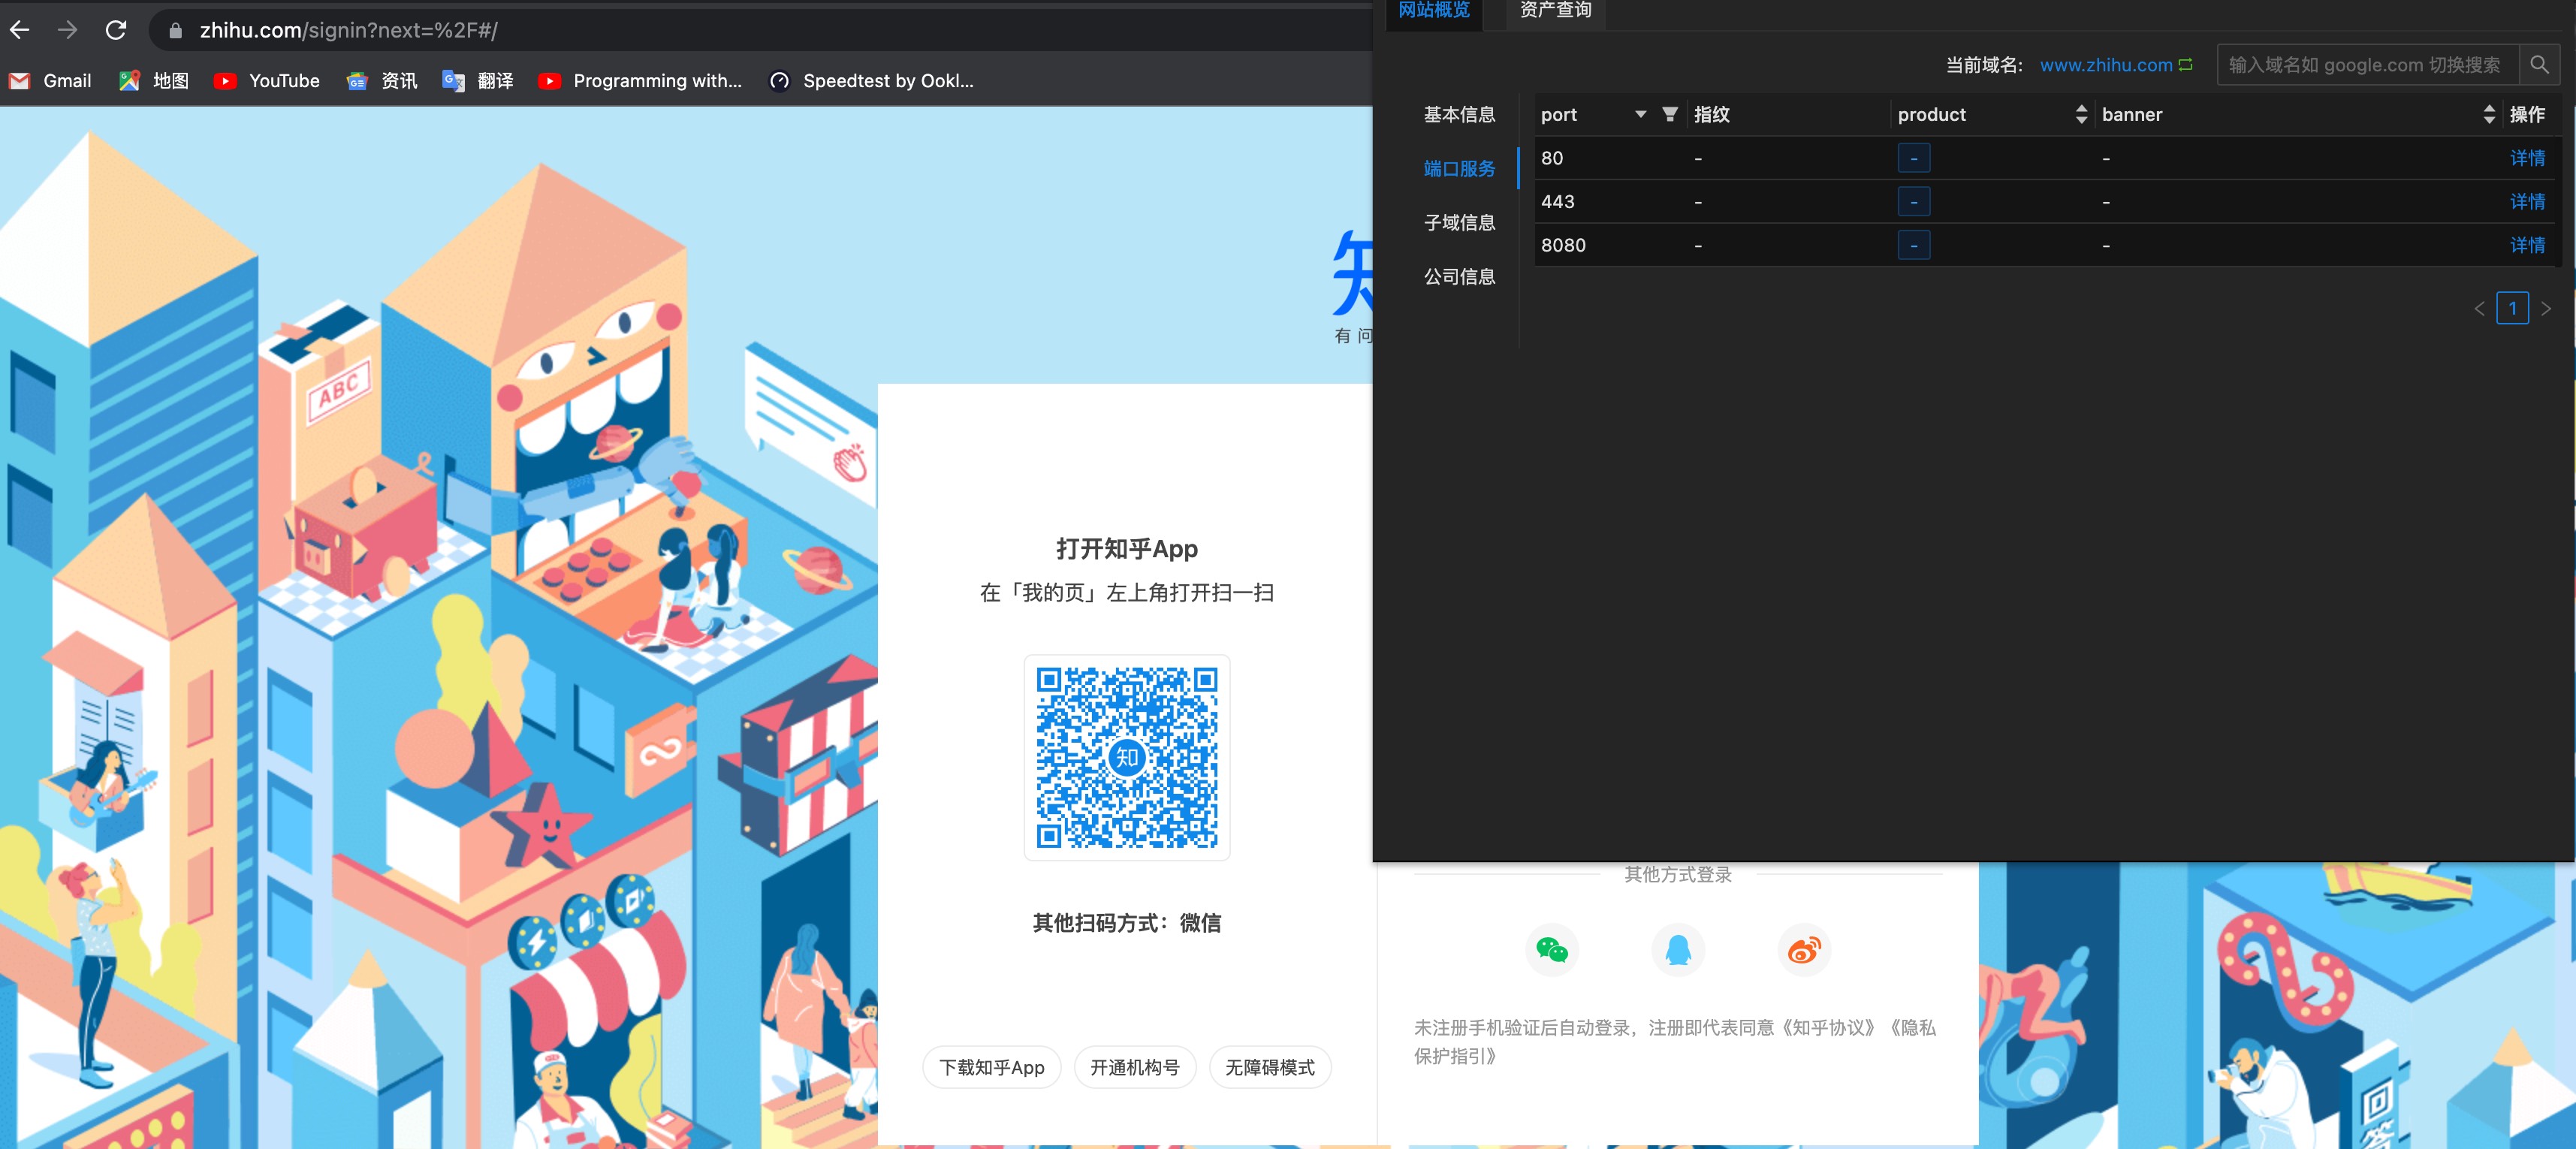 zhihu.com/signin?next=%2F#/
Gmail 地图 YouTube 资讯 翻译 Programming with... Speedtest by Ookl...
网站概览 资产查询
当前域名: www.zhihu.com 输入域名如 google.com 切换搜索
基本信息
端口服务
子域信息
公司信息
port 指纹 product banner 操作
80 - - - 详情
443 - - - 详情
8080 - - - 详情
1
ABC
有问
打开知乎App
在「我的页」左上角打开扫一扫
知
其他扫码方式：微信
下载知乎App 开通机构号 无障碍模式
其他方式登录
未注册手机验证后自动登录，注册即代表同意《知乎协议》《隐私
保护指引》
回答